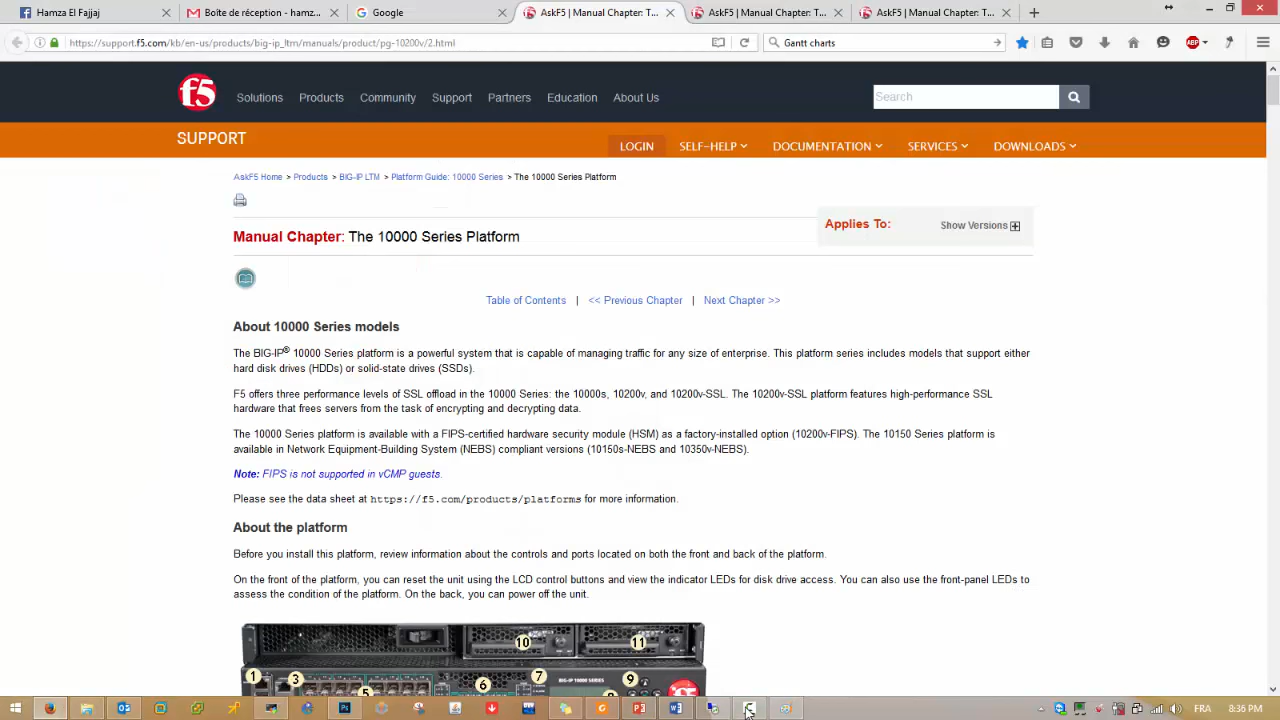 Hamza El Fajjaj
Boîte de réception - hamz...
Google
AskF5 | Manual Chapter: T...
AskF5 | Manual Chapter: T...
AskF5 | Manual Chapter: T...
https://support.f5.com/kb/en-us/products/big-ip_ltm/manuals/product/pg-10200v/2.html
Gantt charts
ABP
f5
Solutions
Products
Community
Support
Partners
Education
About Us
Search
SUPPORT
LOGIN
SELF-HELP
DOCUMENTATION
SERVICES
DOWNLOADS
AskF5 Home > Products > BIG-IP LTM > Platform Guide: 10000 Series > The 10000 Series Platform
Applies To:
Show Versions
Manual Chapter: The 10000 Series Platform
Table of Contents | << Previous Chapter | Next Chapter >>
About 10000 Series models
The BIG-IP® 10000 Series platform is a powerful system that is capable of managing traffic for any size of enterprise. This platform series includes models that support either
hard disk drives (HDDs) or solid-state drives (SSDs).
F5 offers three performance levels of SSL offload in the 10000 Series: the 10000s, 10200v, and 10200v-SSL. The 10200v-SSL platform features high-performance SSL
hardware that frees servers from the task of encrypting and decrypting data.
The 10000 Series platform is available with a FIPS-certified hardware security module (HSM) as a factory-installed option (10200v-FIPS). The 10150 Series platform is
available in Network Equipment-Building System (NEBS) compliant versions (10150s-NEBS and 10350v-NEBS).
Note: FIPS is not supported in vCMP guests.
Please see the data sheet at https://f5.com/products/platforms for more information.
About the platform
Before you install this platform, review information about the controls and ports located on both the front and back of the platform.
On the front of the platform, you can reset the unit using the LCD control buttons and view the indicator LEDs for disk drive access. You can also use the front-panel LEDs to
assess the condition of the platform. On the back, you can power off the unit.
10
11
1
3
5
6
7
BIG-IP 10000 SERIES
9
FRA
8:36 PM